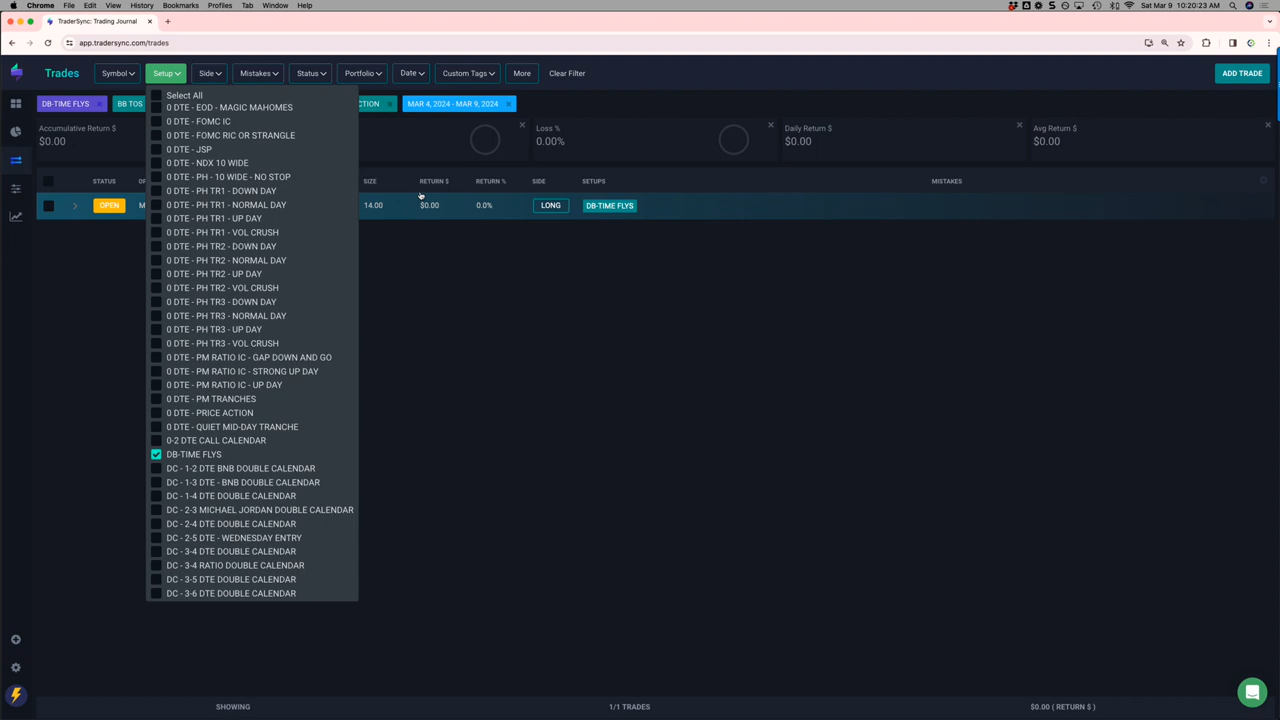 Chrome File Edit View History Bookmarks Profiles Tab Window Help Sat Mar 9 10:20:23 AM
TraderSync: Trading Journal
app.tradersync.com/trades
Trades Symbol Setup Side Mistakes Status Portfolio Date Custom Tags More Clear Filter ADD TRADE
DB-TIME FLYS BB TOS CTION MAR 4, 2024 - MAR 9, 2024
Accumulative Return $ Loss % Daily Return $ Avg Return $
$0.00 0.00% $0.00 $0.00
STATUS OP SIZE RETURN $ RETURN % SIDE SETUPS MISTAKES
OPEN M 14.00 $0.00 0.0% LONG DB-TIME FLYS
Select All
0 DTE - EOD - MAGIC MAHOMES
0 DTE - FOMC IC
0 DTE - FOMC RIC OR STRANGLE
0 DTE - JSP
0 DTE - NDX 10 WIDE
0 DTE - PH - 10 WIDE - NO STOP
0 DTE - PH TR1 - DOWN DAY
0 DTE - PH TR1 - NORMAL DAY
0 DTE - PH TR1 - UP DAY
0 DTE - PH TR1 - VOL CRUSH
0 DTE - PH TR2 - DOWN DAY
0 DTE - PH TR2 - NORMAL DAY
0 DTE - PH TR2 - UP DAY
0 DTE - PH TR2 - VOL CRUSH
0 DTE - PH TR3 - DOWN DAY
0 DTE - PH TR3 - NORMAL DAY
0 DTE - PH TR3 - UP DAY
0 DTE - PH TR3 - VOL CRUSH
0 DTE - PM RATIO IC - GAP DOWN AND GO
0 DTE - PM RATIO IC - STRONG UP DAY
0 DTE - PM RATIO IC - UP DAY
0 DTE - PM TRANCHES
0 DTE - PRICE ACTION
0 DTE - QUIET MID-DAY TRANCHE
0-2 DTE CALL CALENDAR
DB-TIME FLYS
DC - 1-2 DTE BNB DOUBLE CALENDAR
DC - 1-3 DTE - BNB DOUBLE CALENDAR
DC - 1-4 DTE DOUBLE CALENDAR
DC - 2-3 MICHAEL JORDAN DOUBLE CALENDAR
DC - 2-4 DTE DOUBLE CALENDAR
DC - 2-5 DTE - WEDNESDAY ENTRY
DC - 3-4 DTE DOUBLE CALENDAR
DC - 3-4 RATIO DOUBLE CALENDAR
DC - 3-5 DTE DOUBLE CALENDAR
DC - 3-6 DTE DOUBLE CALENDAR
SHOWING 1/1 TRADES $0.00 ( RETURN $ )